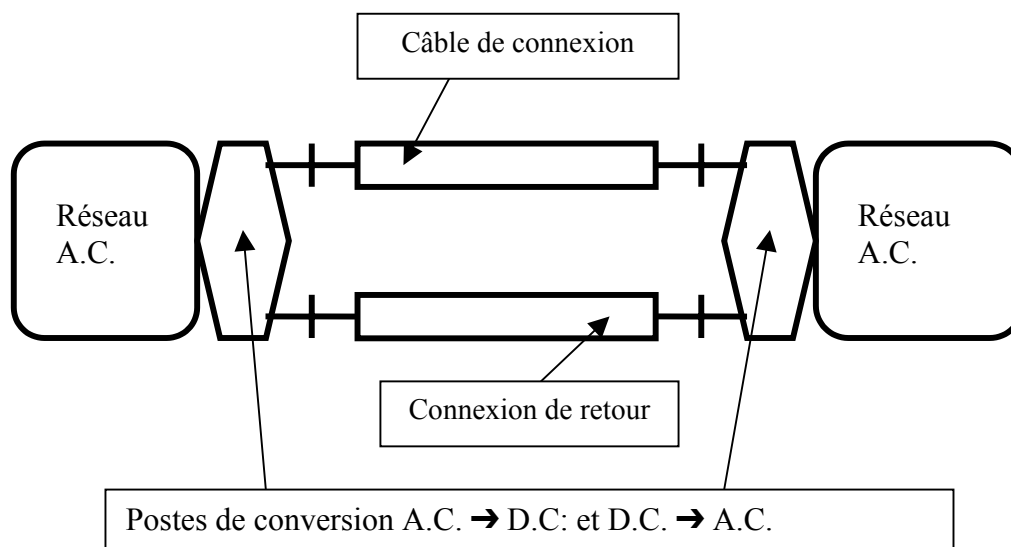 Câble de connexion
Réseau
A.C.
Réseau
A.C.
Connexion de retour
Postes de conversion A.C. ➔ D.C: et D.C. ➔ A.C.